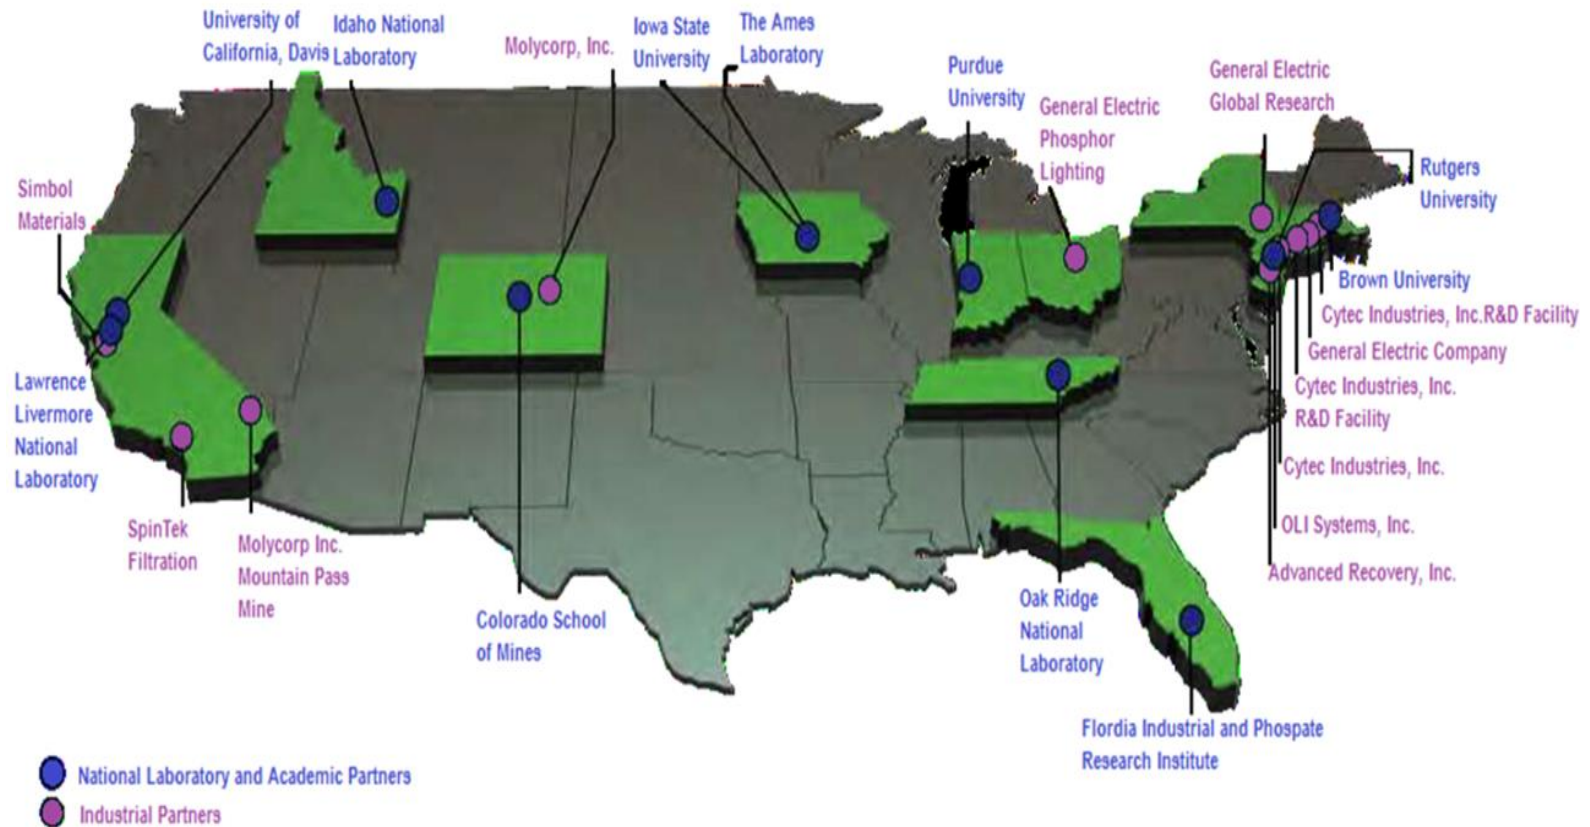 University of
California, Davis
Idaho National
Laboratory
Molycorp, Inc.
Iowa State
University
The Ames
Laboratory
Purdue
University
General Electric
Phosphor
Lighting
General Electric
Global Research
Rutgers
University
Simbol
Materials
Brown University
Cytec Industries, Inc.R&D Facility
General Electric Company
Cytec Industries, Inc.
R&D Facility
Cytec Industries, Inc.
OLI Systems, Inc.
Advanced Recovery, Inc.
Lawrence
Livermore
National
Laboratory
SpinTek
Filtration
Molycorp Inc.
Mountain Pass
Mine
Colorado School
of Mines
Oak Ridge
National
Laboratory
Flordia Industrial and Phospate
Research Institute
National Laboratory and Academic Partners
Industrial Partners